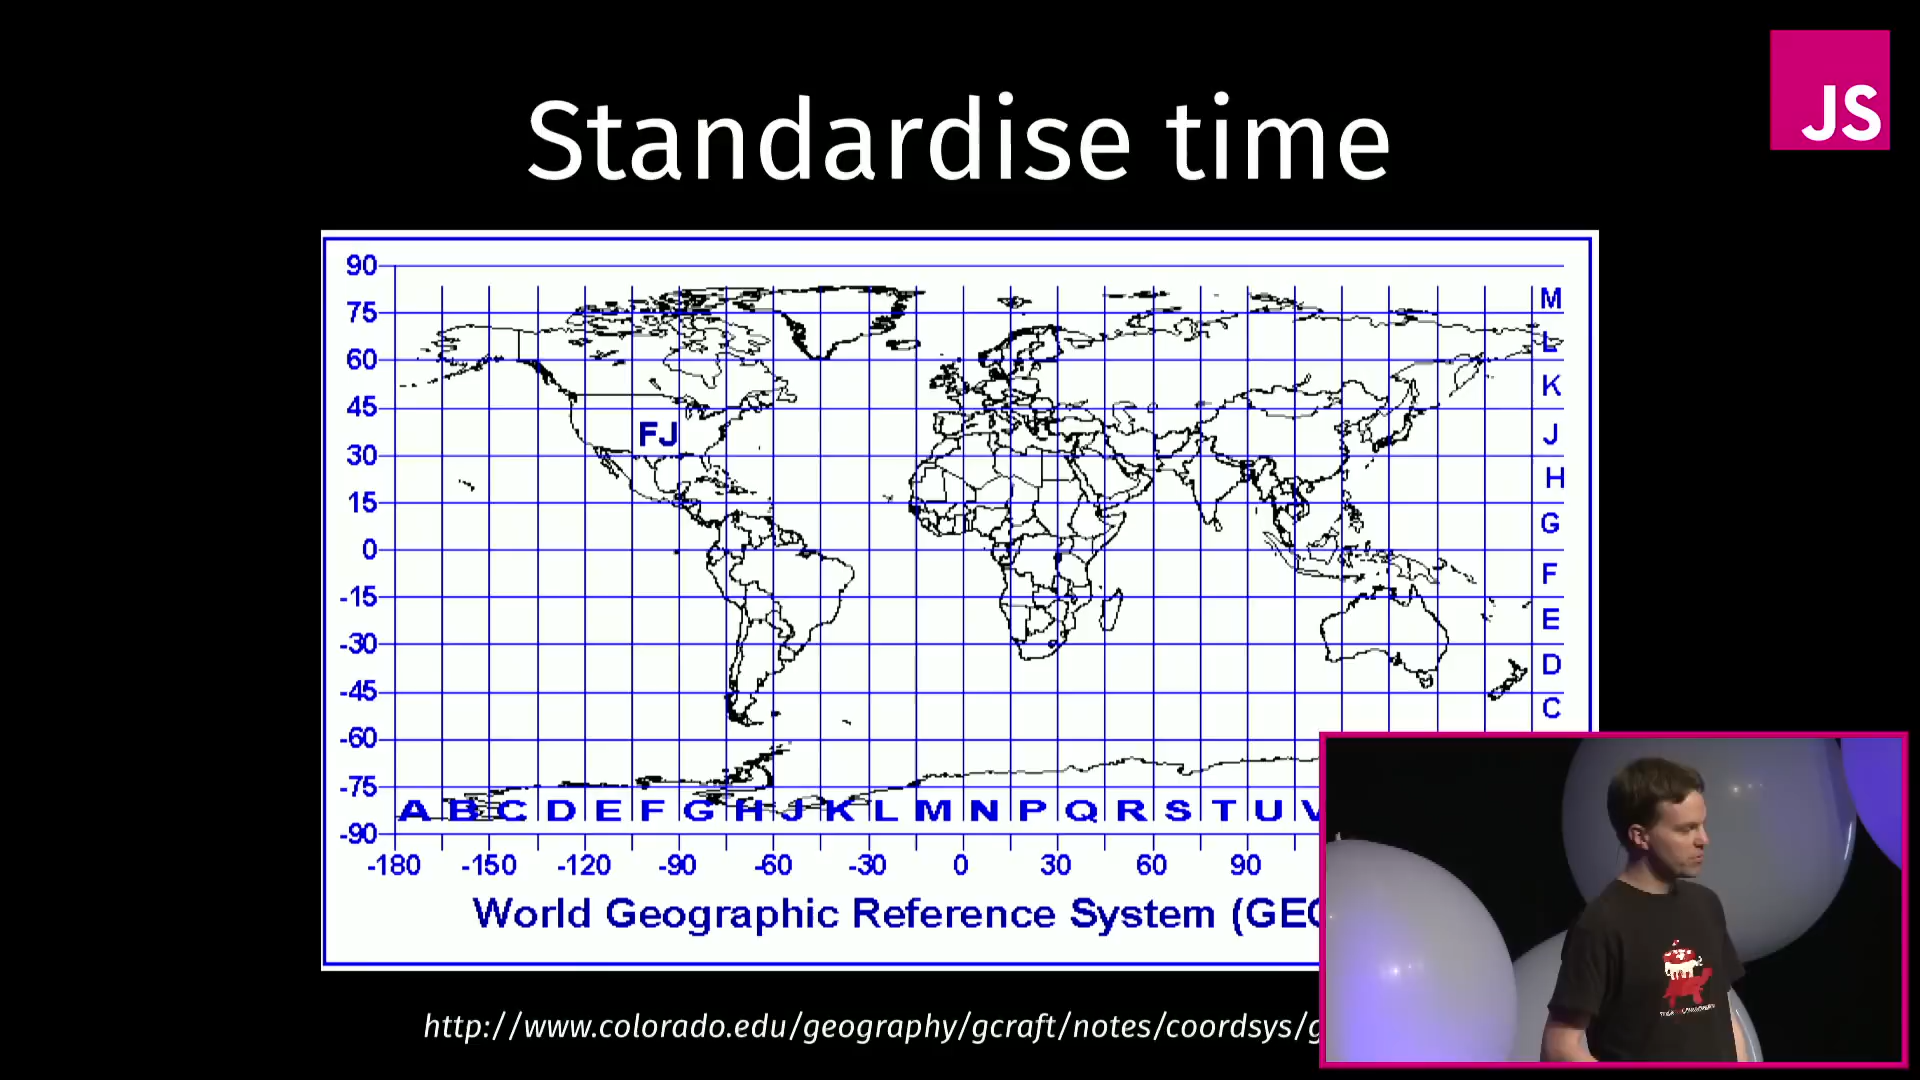 Standardise time
JS
90
75
60
45
30
15
0
-15
-30
-45
-60
-75
-90
FJ
M
L
K
J
H
G
F
E
D
C
A B C D E F G H J K L M N P Q R S T U V
-180 -150 -120 -90 -60 -30 0 30 60 90
World Geographic Reference System (GEO
http://www.colorado.edu/geography/gcraft/notes/coordsys/g